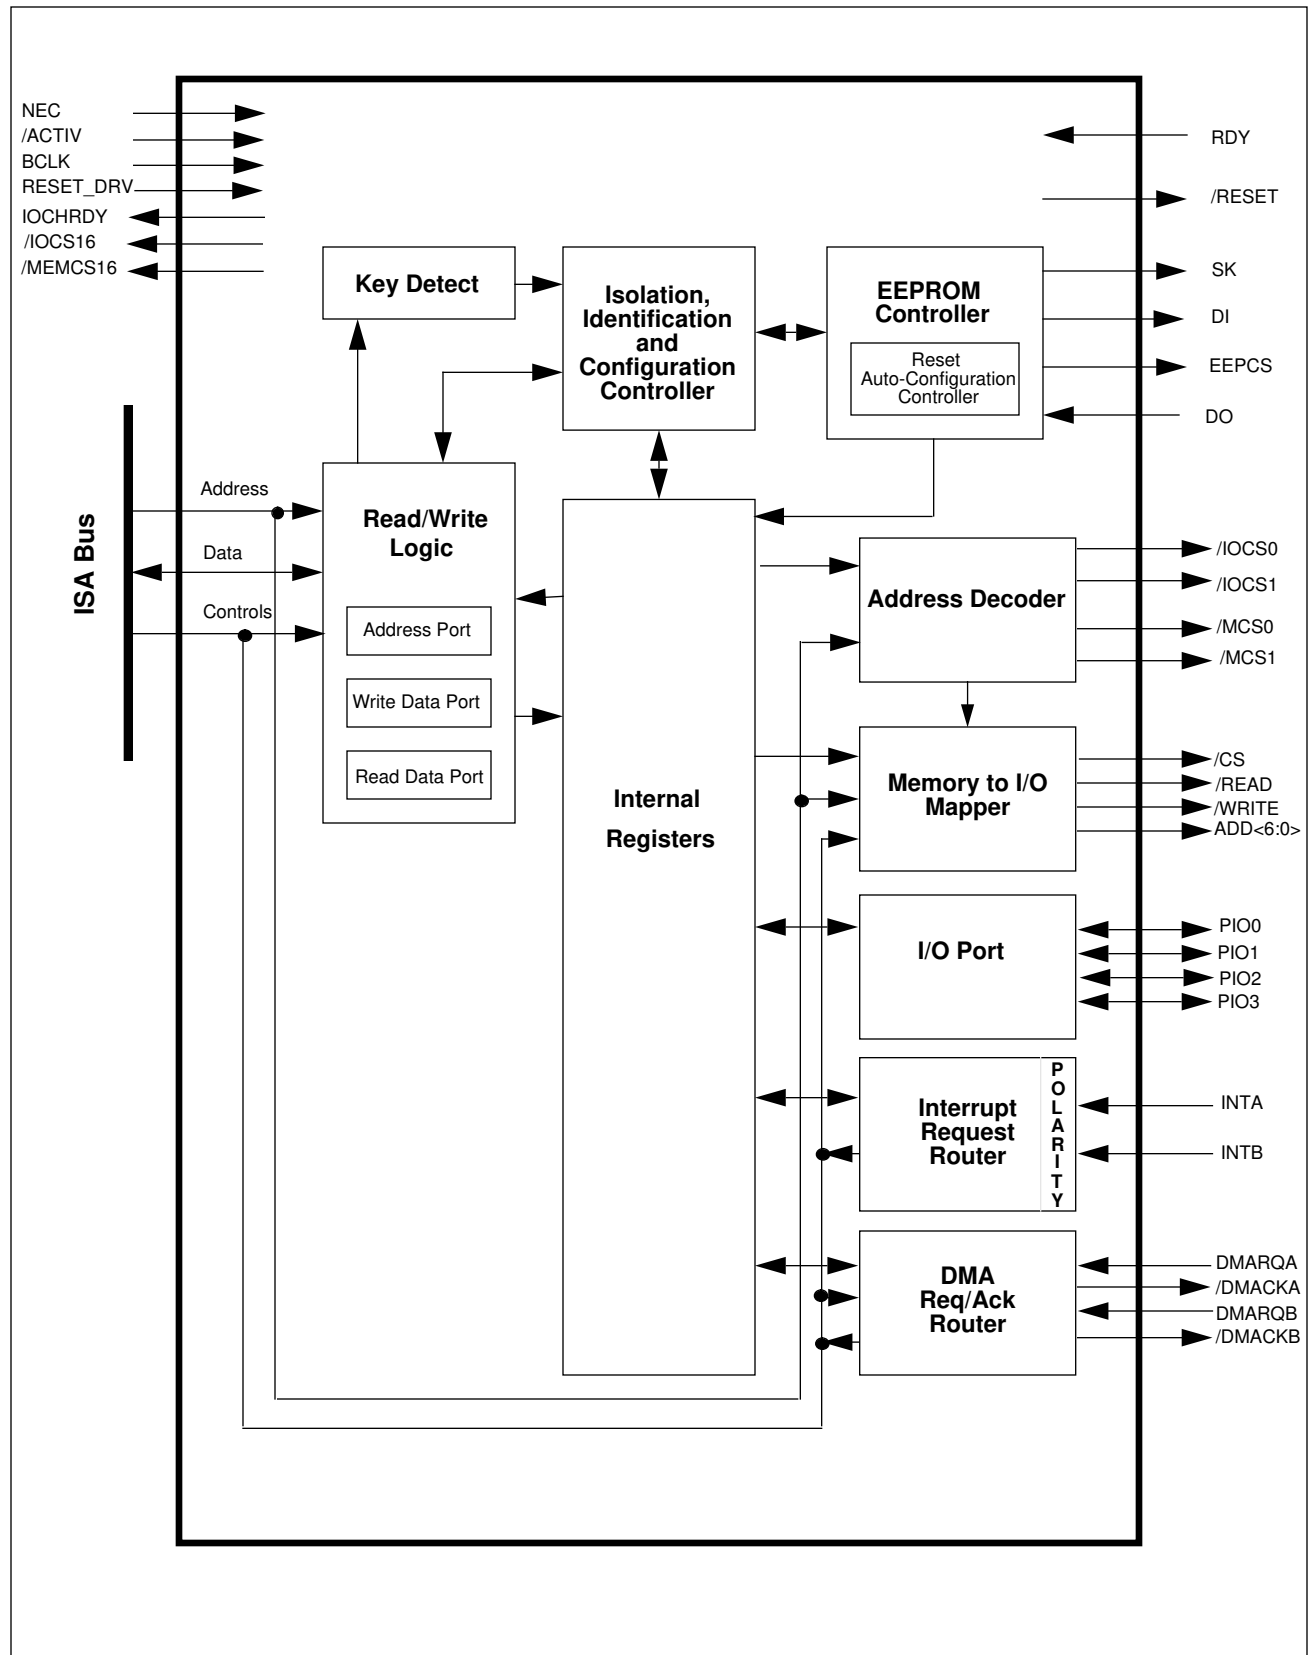 NEC
/ACTIV
BCLK
RESET_DRV
IOCHRDY
/IOCS16
/MEMCS16
RDY
/RESET
SK
DI
EEPCS
DO
Key Detect
Isolation,
Identification
and
Configuration
Controller
EEPROM
Controller
Reset
Auto-Configuration
Controller
ISA Bus
Address
Data
Controls
Read/Write
Logic
Address Port
Write Data Port
Read Data Port
Internal
Registers
Address Decoder
/IOCS0
/IOCS1
/MCS0
/MCS1
Memory to I/O
Mapper
/CS
/READ
/WRITE
ADD<6:0>
I/O Port
PIO0
PIO1
PIO2
PIO3
Interrupt
Request
Router
POLARITY
INTA
INTB
DMA
Req/Ack
Router
DMARQA
/DMACKA
DMARQB
/DMACKB